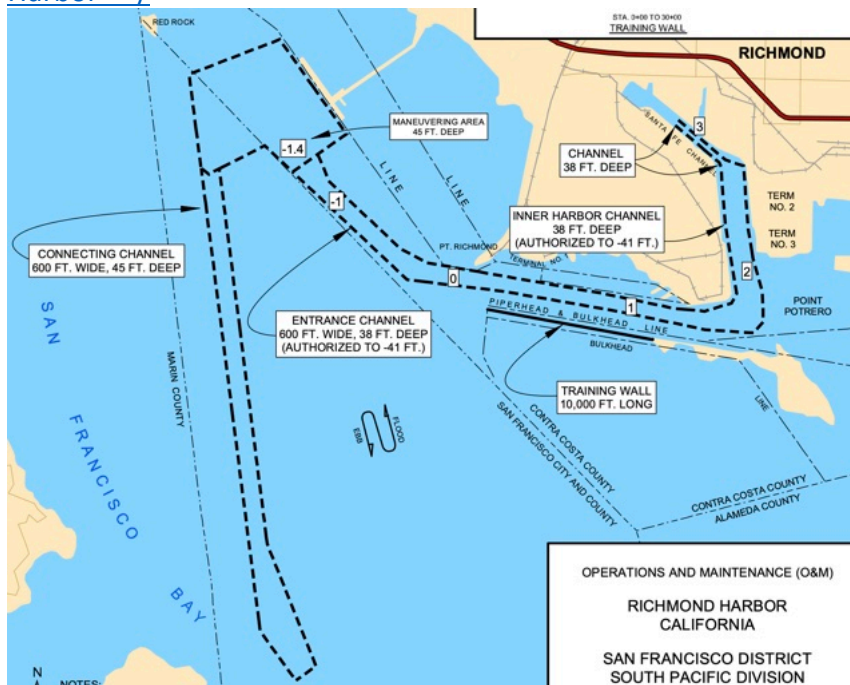 Harbor
STA. 0+00 TO 30+00
TRAINING WALL
RED ROCK
RICHMOND
MANEUVERING AREA
45 FT. DEEP
-1.4
LINE
LINE
3
SANTA FE CHANNEL
CHANNEL
38 FT. DEEP
TERM
NO. 2
TERM
NO. 3
-1
INNER HARBOR CHANNEL
38 FT. DEEP
(AUTHORIZED TO -41 FT.)
PT. RICHMOND
TERMINAL NO. 1
CONNECTING CHANNEL
600 FT. WIDE, 45 FT. DEEP
0
2
1
POINT
POTRERO
PIPERHEAD & BULKHEAD LINE
BULKHEAD
ENTRANCE CHANNEL
600 FT. WIDE, 38 FT. DEEP
(AUTHORIZED TO -41 FT.)
SAN FRANCISCO BAY
MARIN COUNTY
TRAINING WALL
10,000 FT. LONG
LINE
FLOOD
EBB
CONTRA COSTA COUNTY
SAN FRANCISCO CITY AND COUNTY
CONTRA COSTA COUNTY
ALAMEDA COUNTY
OPERATIONS AND MAINTENANCE (O&M)
RICHMOND HARBOR
CALIFORNIA
SAN FRANCISCO DISTRICT
SOUTH PACIFIC DIVISION
N
NOTES: